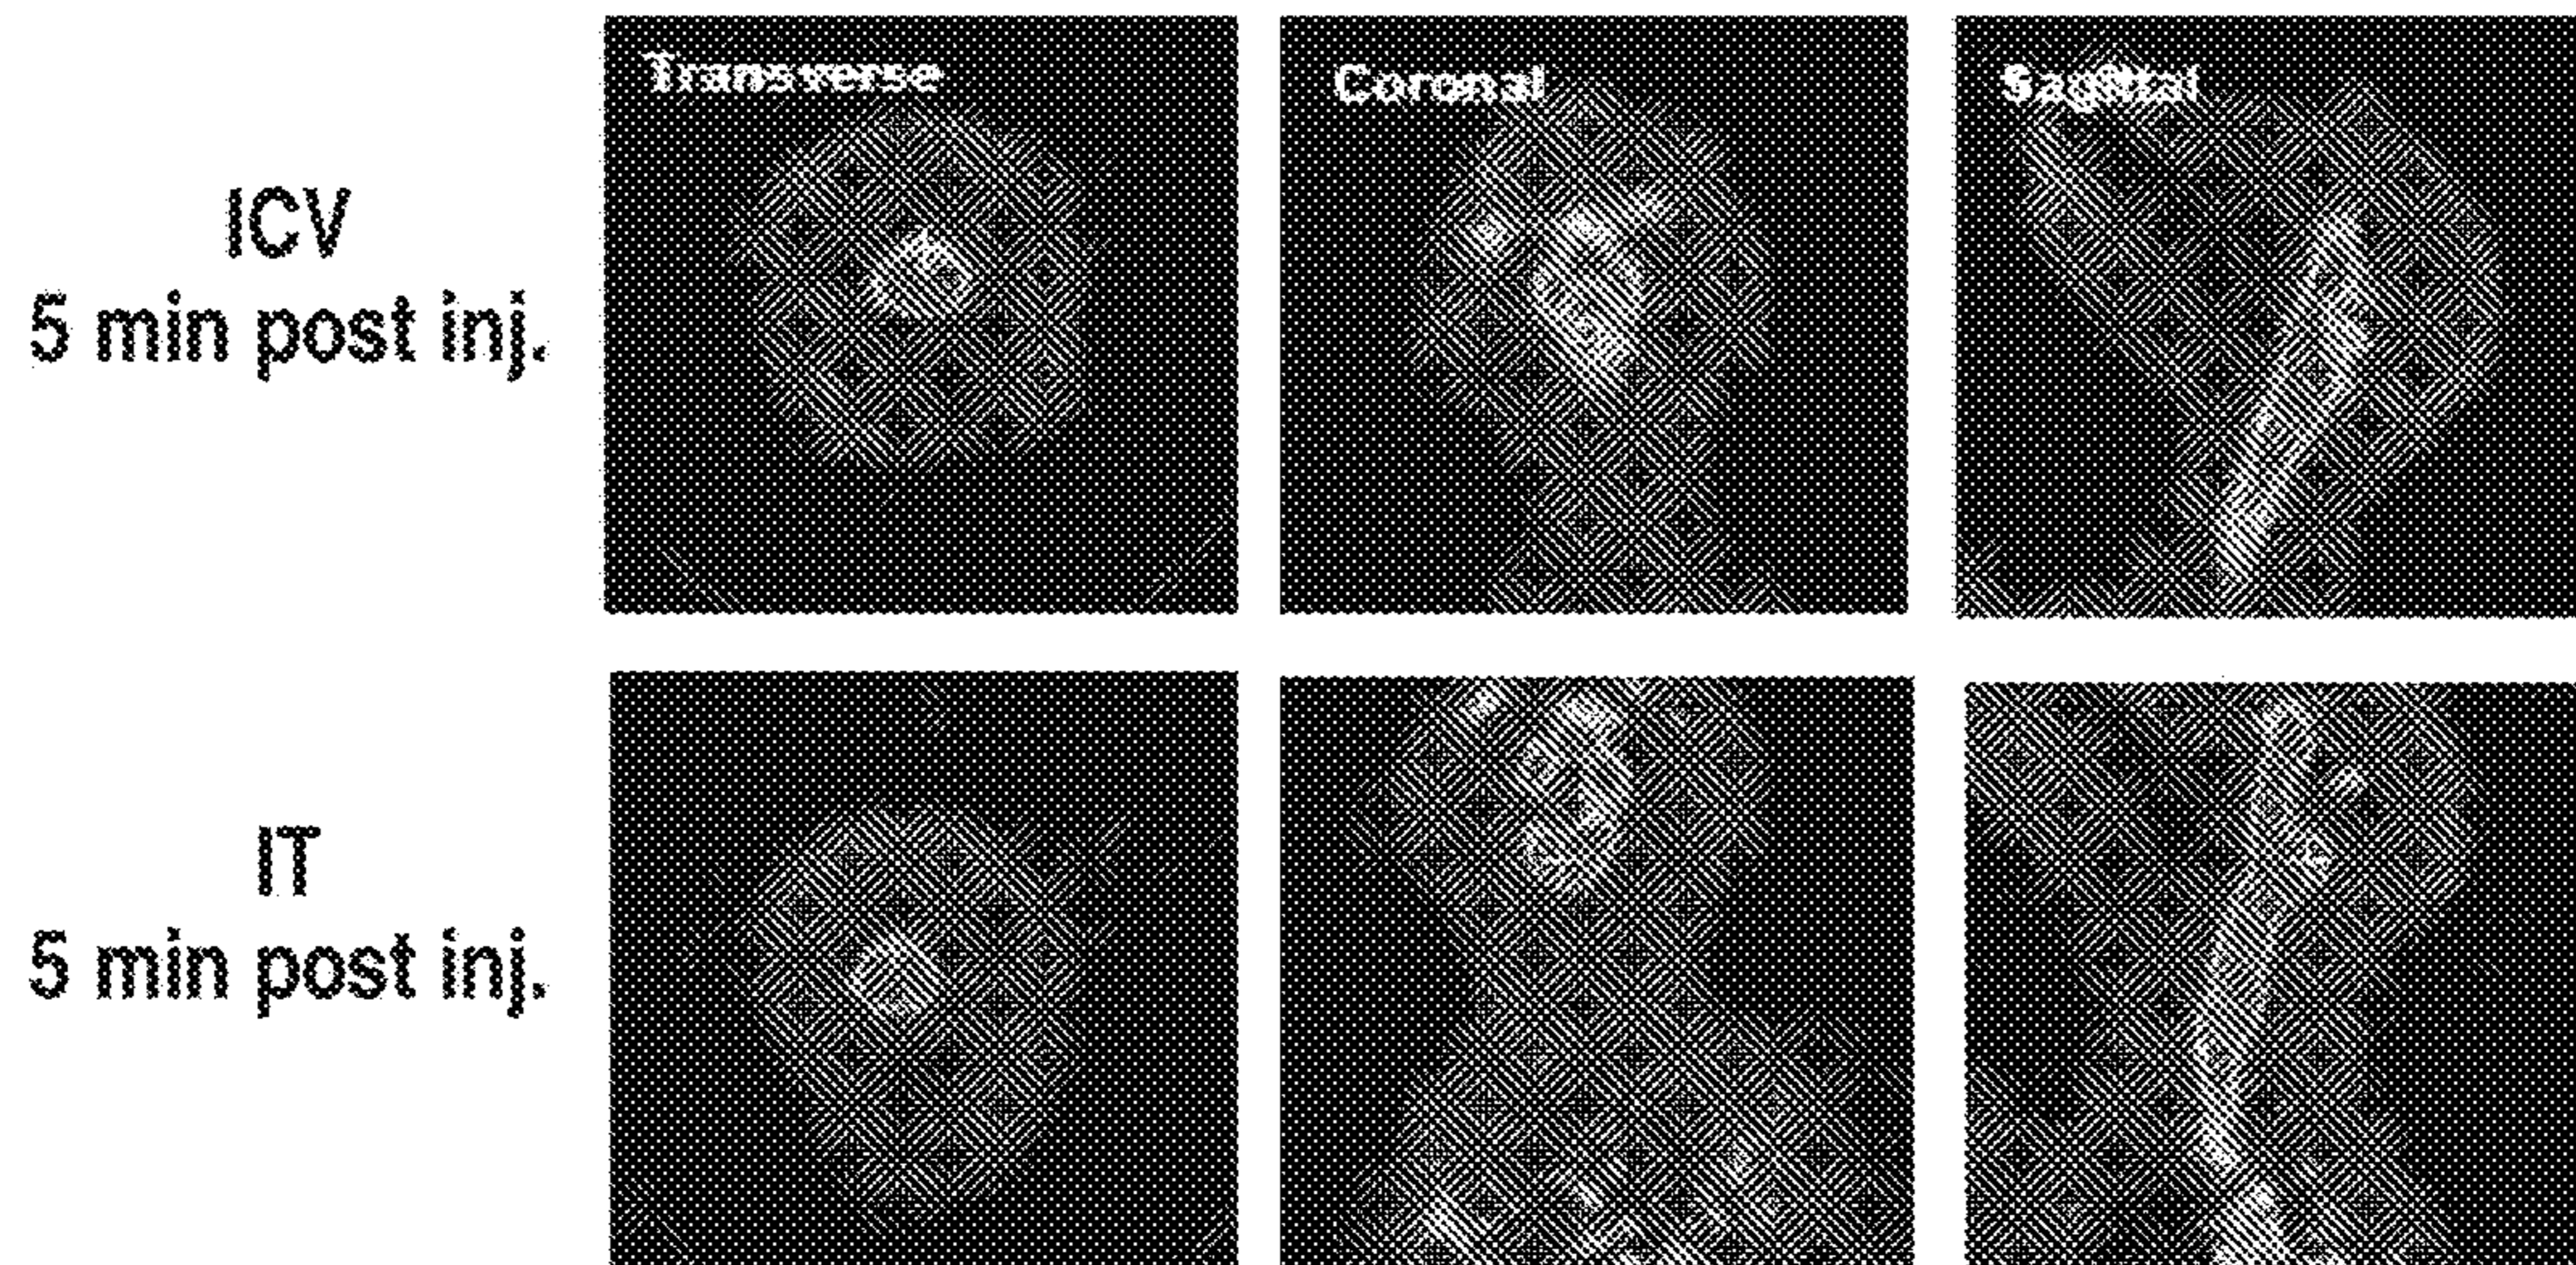 Transverse
Coronal
Sagittal
ICV
5 min post inj.
IT
5 min post inj.